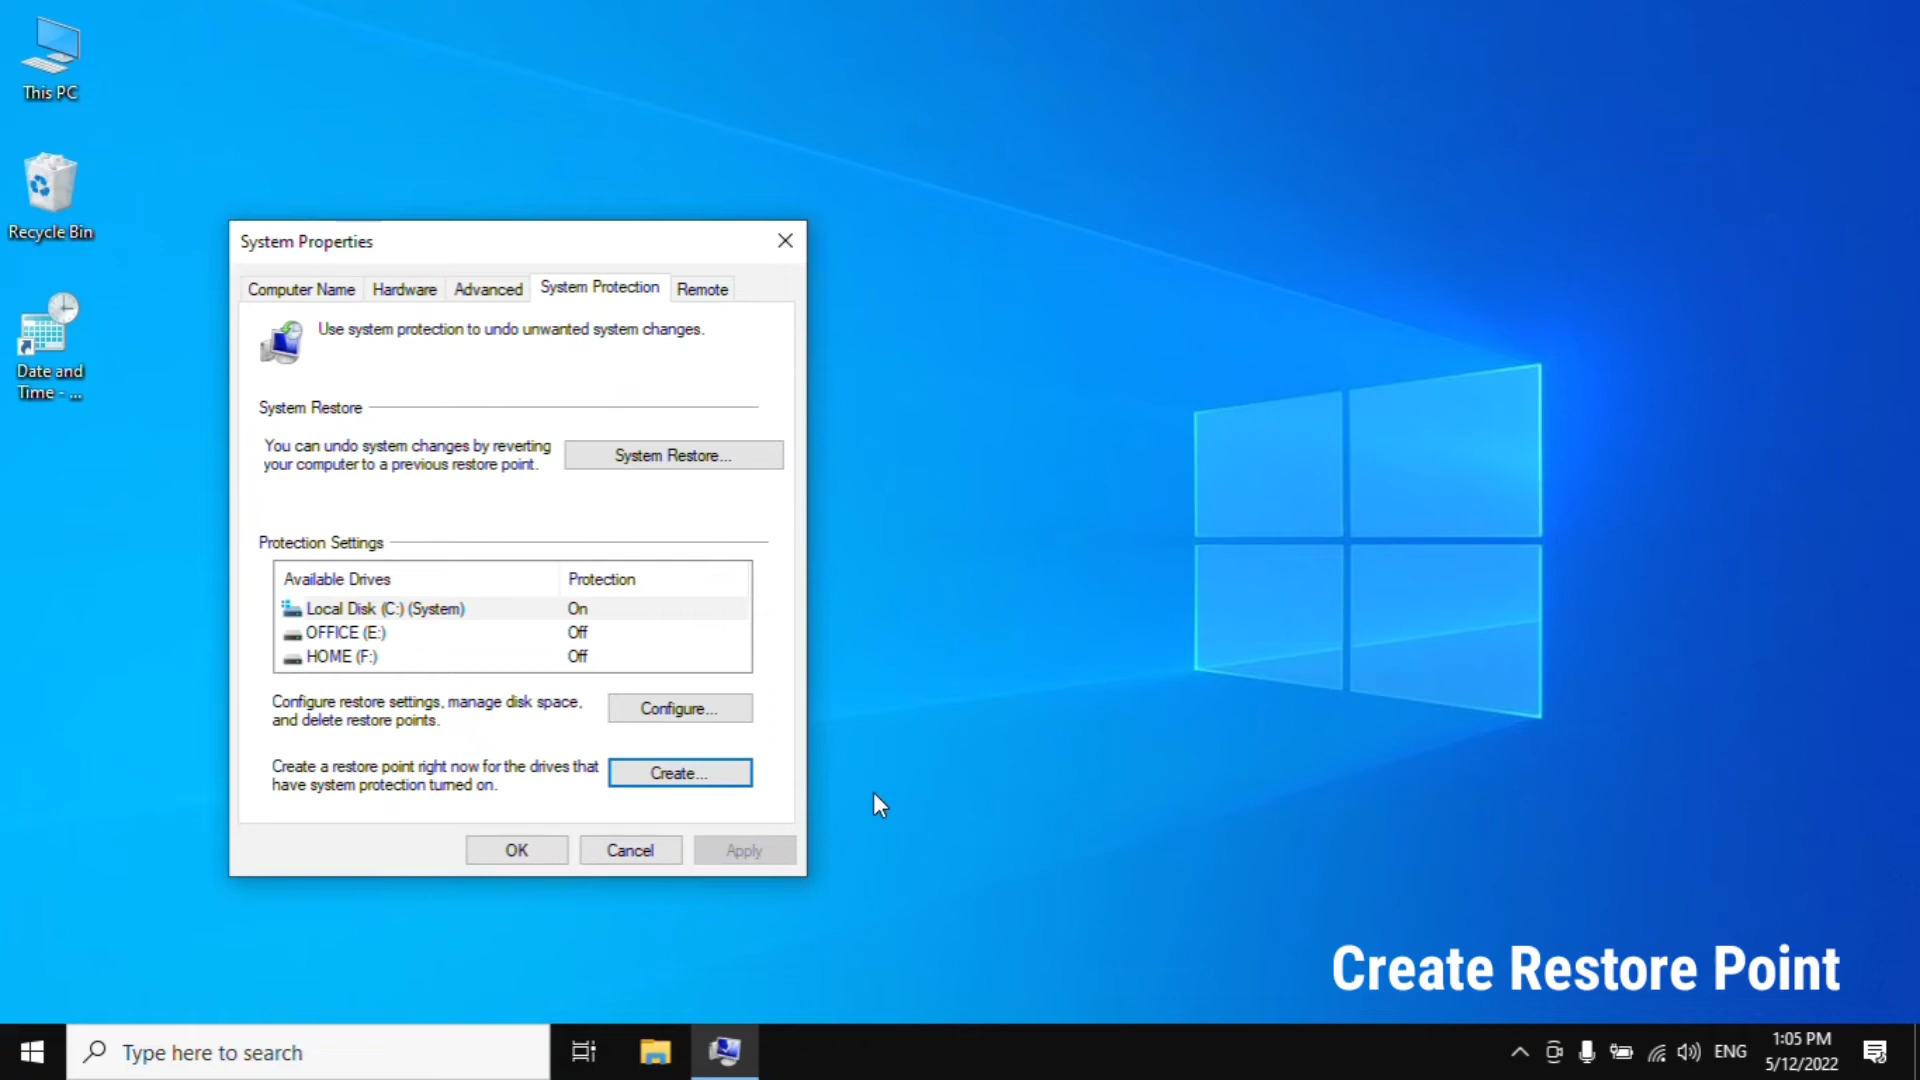 This PC
Recycle Bin
Date and
Time - ...
System Properties
Computer Name
Hardware
Advanced
System Protection
Remote
Use system protection to undo unwanted system changes.
System Restore
You can undo system changes by reverting
your computer to a previous restore point.
System Restore...
Protection Settings
Available Drives
Protection
Local Disk (C:) (System)
On
OFFICE (E:)
Off
HOME (F:)
Off
Configure restore settings, manage disk space,
and delete restore points.
Configure...
Create a restore point right now for the drives that
have system protection turned on.
Create...
OK
Cancel
Apply
Create Restore Point
Type here to search
ENG
1:05 PM
5/12/2022